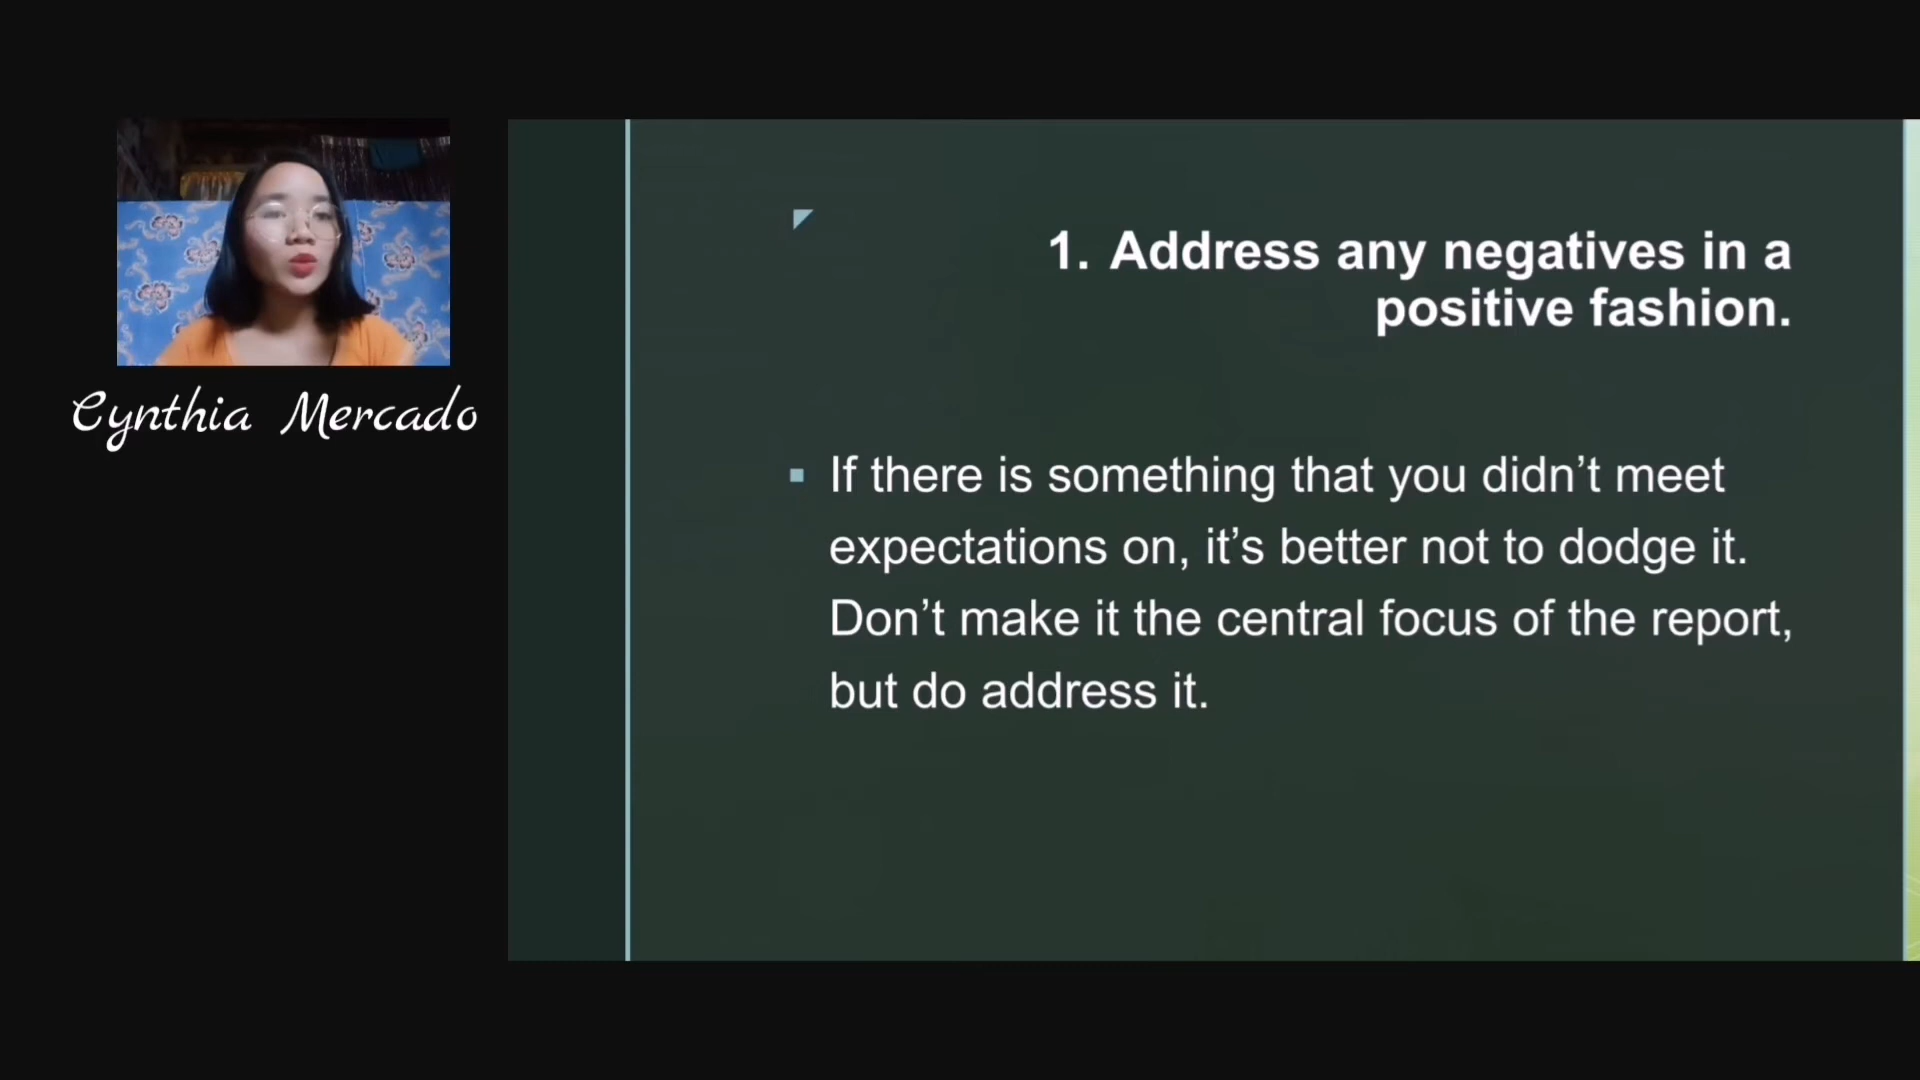 Cynthia Mercado
1. Address any negatives in a
positive fashion.
If there is something that you didn’t meet
expectations on, it’s better not to dodge it.
Don’t make it the central focus of the report,
but do address it.